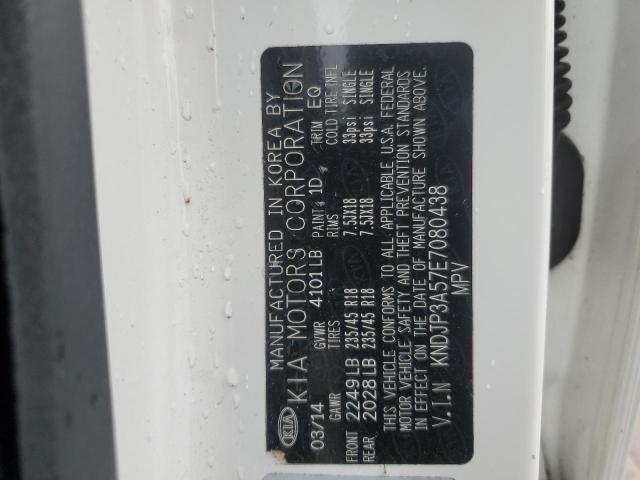 MANUFACTURED IN KOREA BY
KIA KIA MOTORS CORPORATION
03/14 GVWR 4101LB PAINT 1D TRIM EQ
GAWR TIRES RIMS COLD TIRE INFL
FRONT 2249LB 235/45 R18 7.5JX18 33psi SINGLE
REAR 2028LB 235/45 R18 7.5JX18 33psi SINGLE
THIS VEHICLE CONFORMS TO ALL APPLICABLE U.S.A. FEDERAL
MOTOR VEHICLE SAFETY AND THEFT PREVENTION STANDARDS
IN EFFECT ON THE DATE OF MANUFACTURE SHOWN ABOVE.
V.I.N KNDJP3A57E7080438
MPV